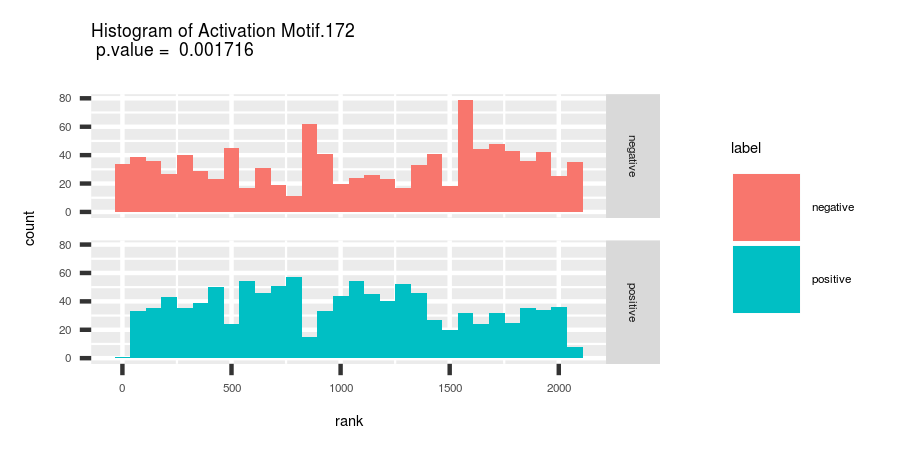 Histogram of Activation Motif.172
p.value = 0.001716
80
60
40
20
0
negative
80
60
40
20
0
positive
0
500
1000
1500
2000
rank
count
label
negative
positive